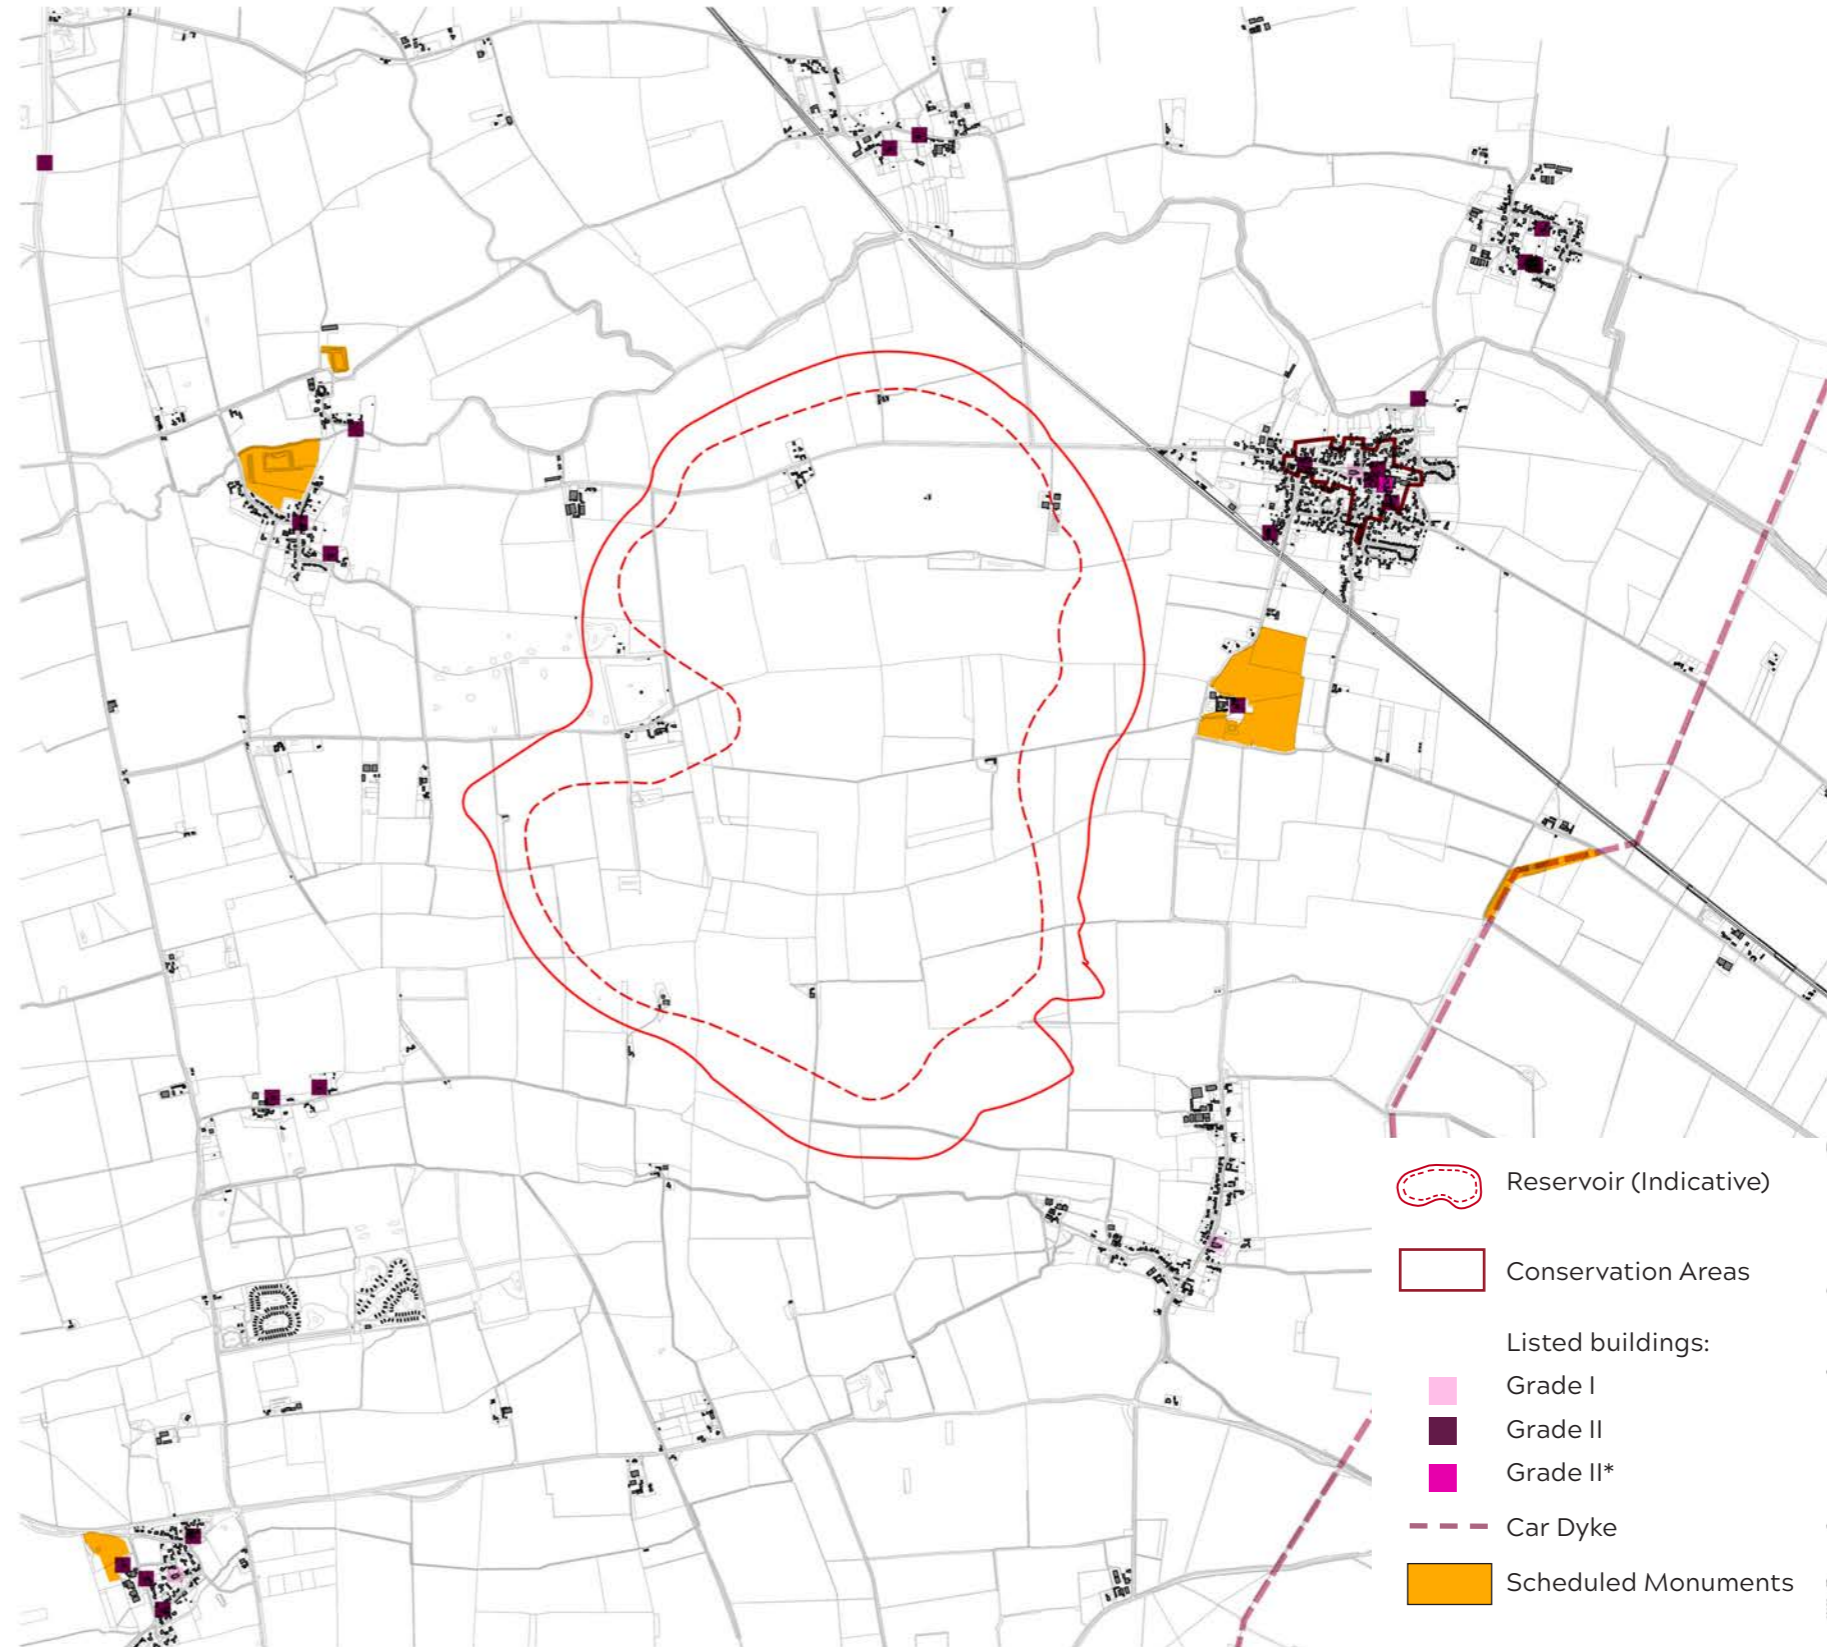 Reservoir (Indicative)
Conservation Areas
Listed buildings:
Grade I
Grade II
Grade II*
Car Dyke
Scheduled Monuments